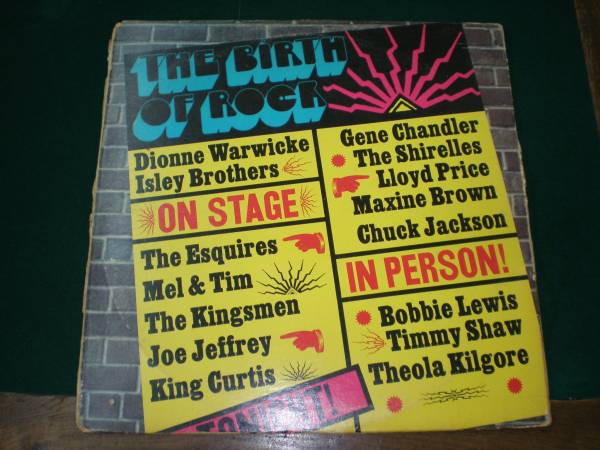 THE BIRTH
OF ROCK
Dionne Warwicke
Isley Brothers
ON STAGE
The Esquires
Mel & Tim
The Kingsmen
Joe Jeffrey
King Curtis
TONIGHT!
Gene Chandler
The Shirelles
Lloyd Price
Maxine Brown
Chuck Jackson
IN PERSON!
Bobbie Lewis
Timmy Shaw
Theola Kilgore